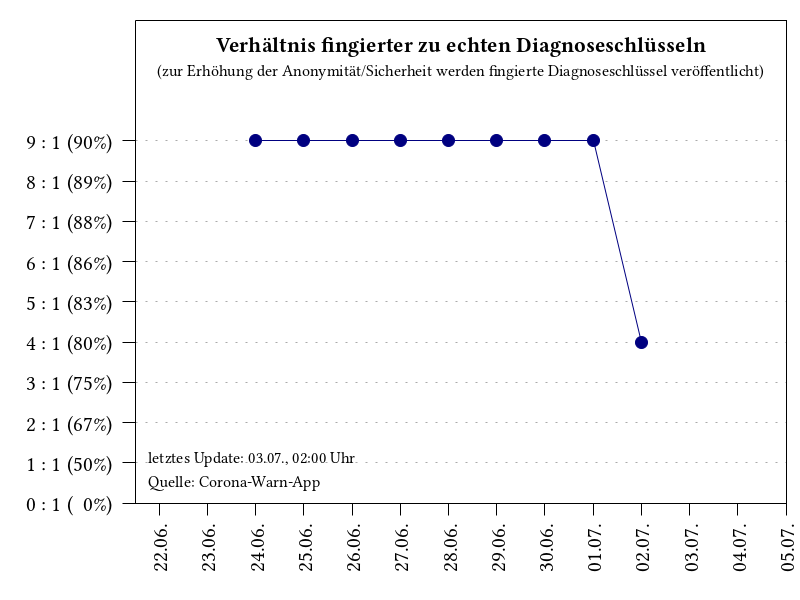 Verhältnis fingierter zu echten Diagnoseschlüsseln
(zur Erhöhung der Anonymität/Sicherheit werden fingierte Diagnoseschlüssel veröffentlicht)
9 : 1 (90%)
8 : 1 (89%)
7 : 1 (88%)
6 : 1 (86%)
5 : 1 (83%)
4 : 1 (80%)
3 : 1 (75%)
2 : 1 (67%)
1 : 1 (50%)
0 : 1 ( 0%)
letztes Update: 03.07., 02:00 Uhr
Quelle: Corona-Warn-App
22.06.
23.06.
24.06.
25.06.
26.06.
27.06.
28.06.
29.06.
30.06.
01.07.
02.07.
03.07.
04.07.
05.07.